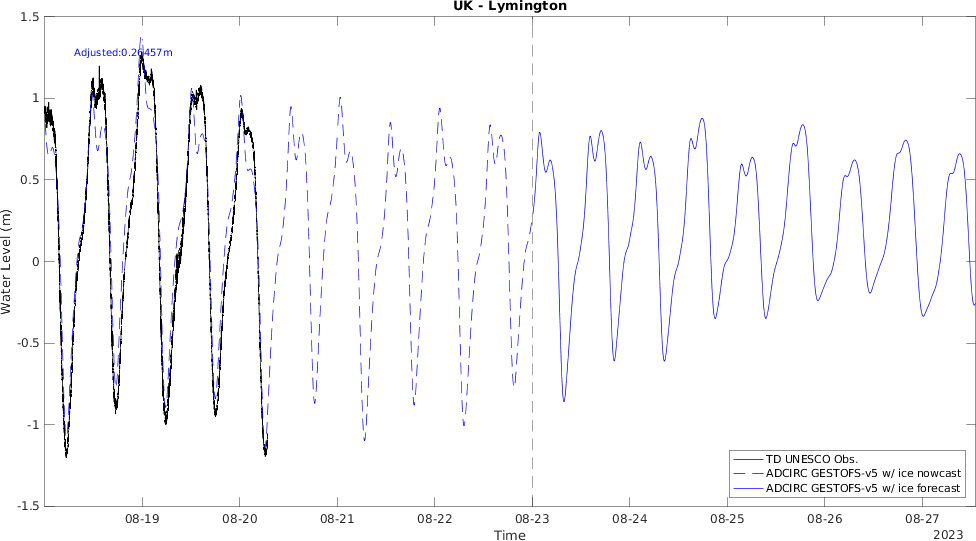 UK - Lymington
Adjusted:0.26457m
Water Level (m)
1.5
1
0.5
0
-0.5
-1
-1.5
08-19
08-20
08-21
08-22
08-23
08-24
08-25
08-26
08-27
Time
2023
TD UNESCO Obs.
ADCIRC GESTOFS-v5 w/ ice nowcast
ADCIRC GESTOFS-v5 w/ ice forecast